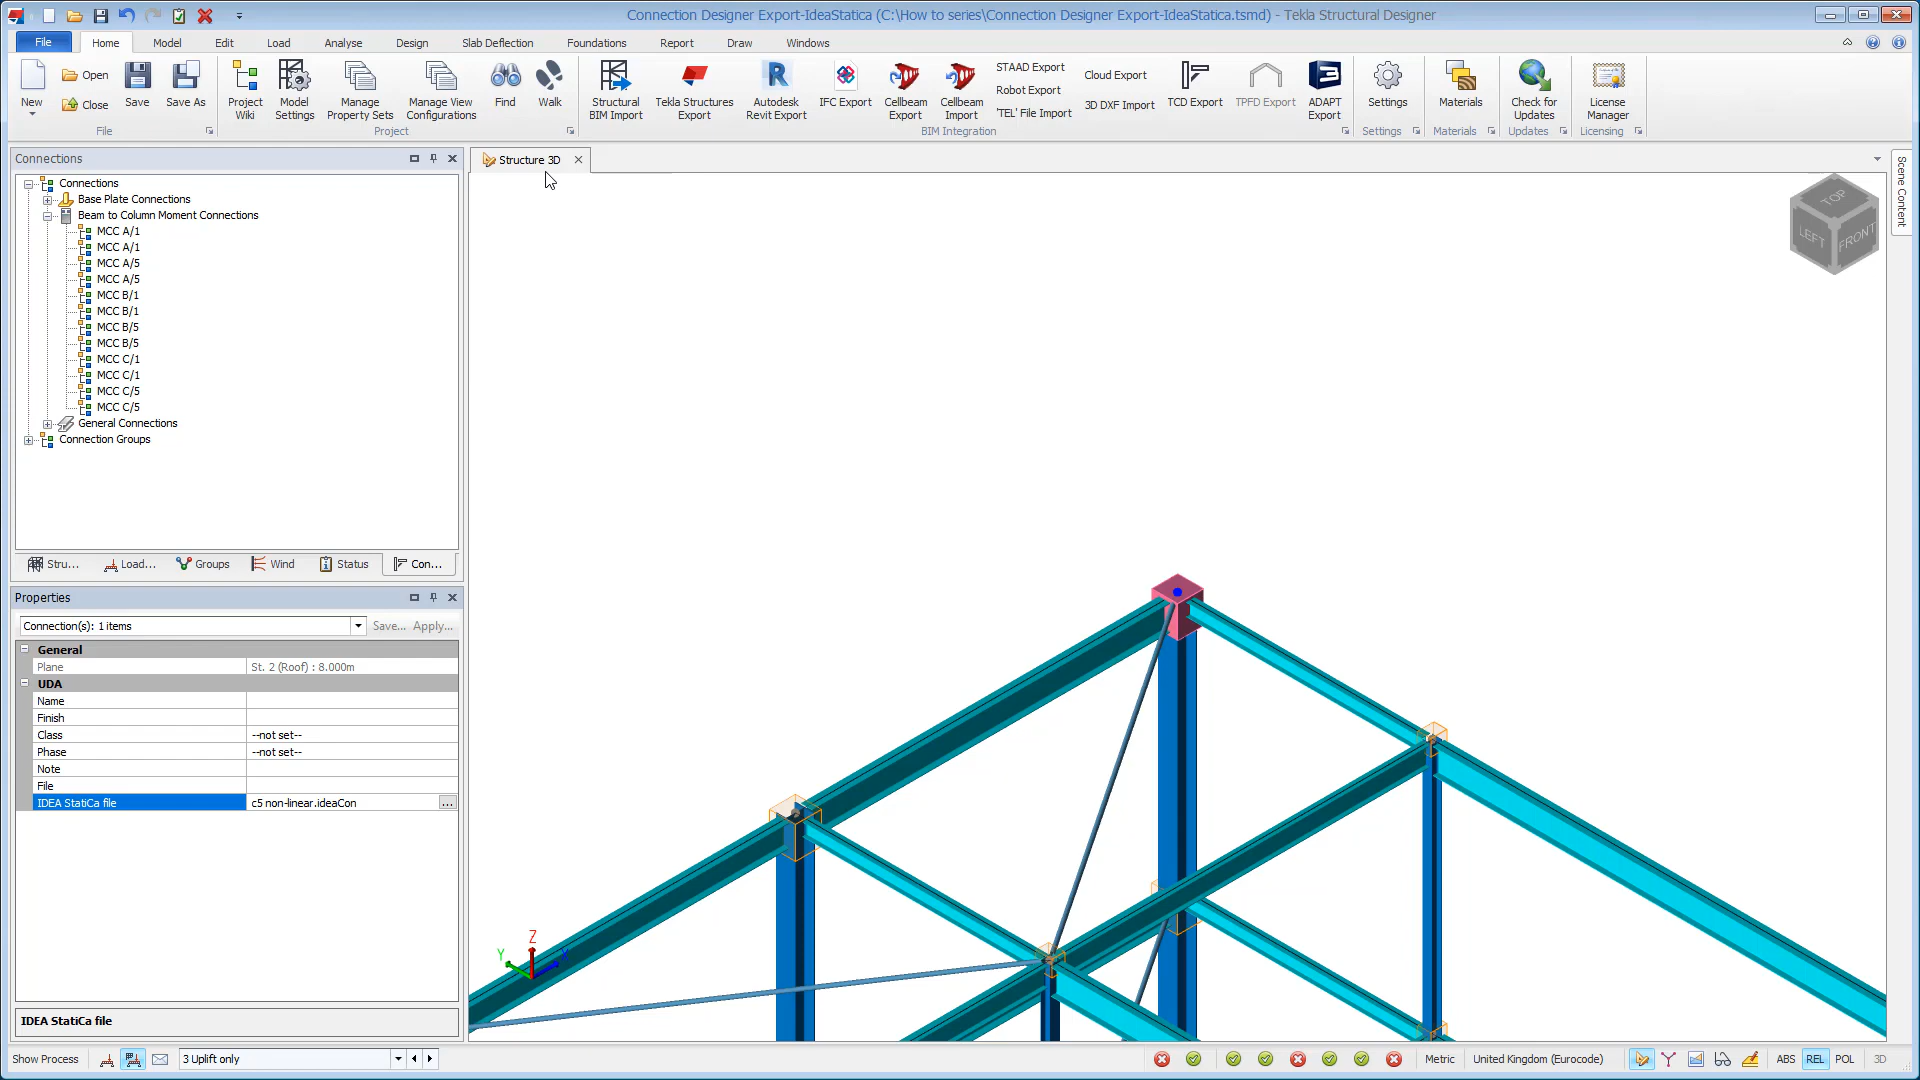 Connection Designer Export-IdeaStatica (C:\How to series\Connection Designer Export-IdeaStatica.tsmd) - Tekla Structural Designer
File Home Model Edit Load Analyse Design Slab Deflection Foundations Report Draw Windows
New
Open
Close
Save
Save As
Project Wiki
Model Settings
Manage Property Sets
Manage View Configurations
Find
Walk
Structural BIM Import
Tekla Structures Export
Autodesk Revit Export
IFC Export
Cellbeam Export
Cellbeam Import
STAAD Export
Robot Export
'TEL' File Import
Cloud Export
3D DXF Import
TCD Export
TPFD Export
ADAPT Export
Settings
Materials
Check for Updates
License Manager
File Project BIM Integration Settings Materials Updates Licensing
Connections
Structure 3D
Scene Content
Connections
Base Plate Connections
Beam to Column Moment Connections
MCC A/1
MCC A/1
MCC A/5
MCC A/5
MCC B/1
MCC B/1
MCC B/5
MCC B/5
MCC C/1
MCC C/1
MCC C/5
MCC C/5
General Connections
Connection Groups
TOP
LEFT
FRONT
Stru... Load... Groups Wind Status Con...
Properties
Connection(s): 1 items Save... Apply...
General
Plane St. 2 (Roof) : 8.000m
UDA
Name
Finish
Class --not set--
Phase --not set--
Note
File
IDEA StatiCa file c5 non-linear.ideaCon ...
Z
Y
X
IDEA StatiCa file
Show Process 3 Uplift only Metric United Kingdom (Eurocode) ABS REL POL 3D